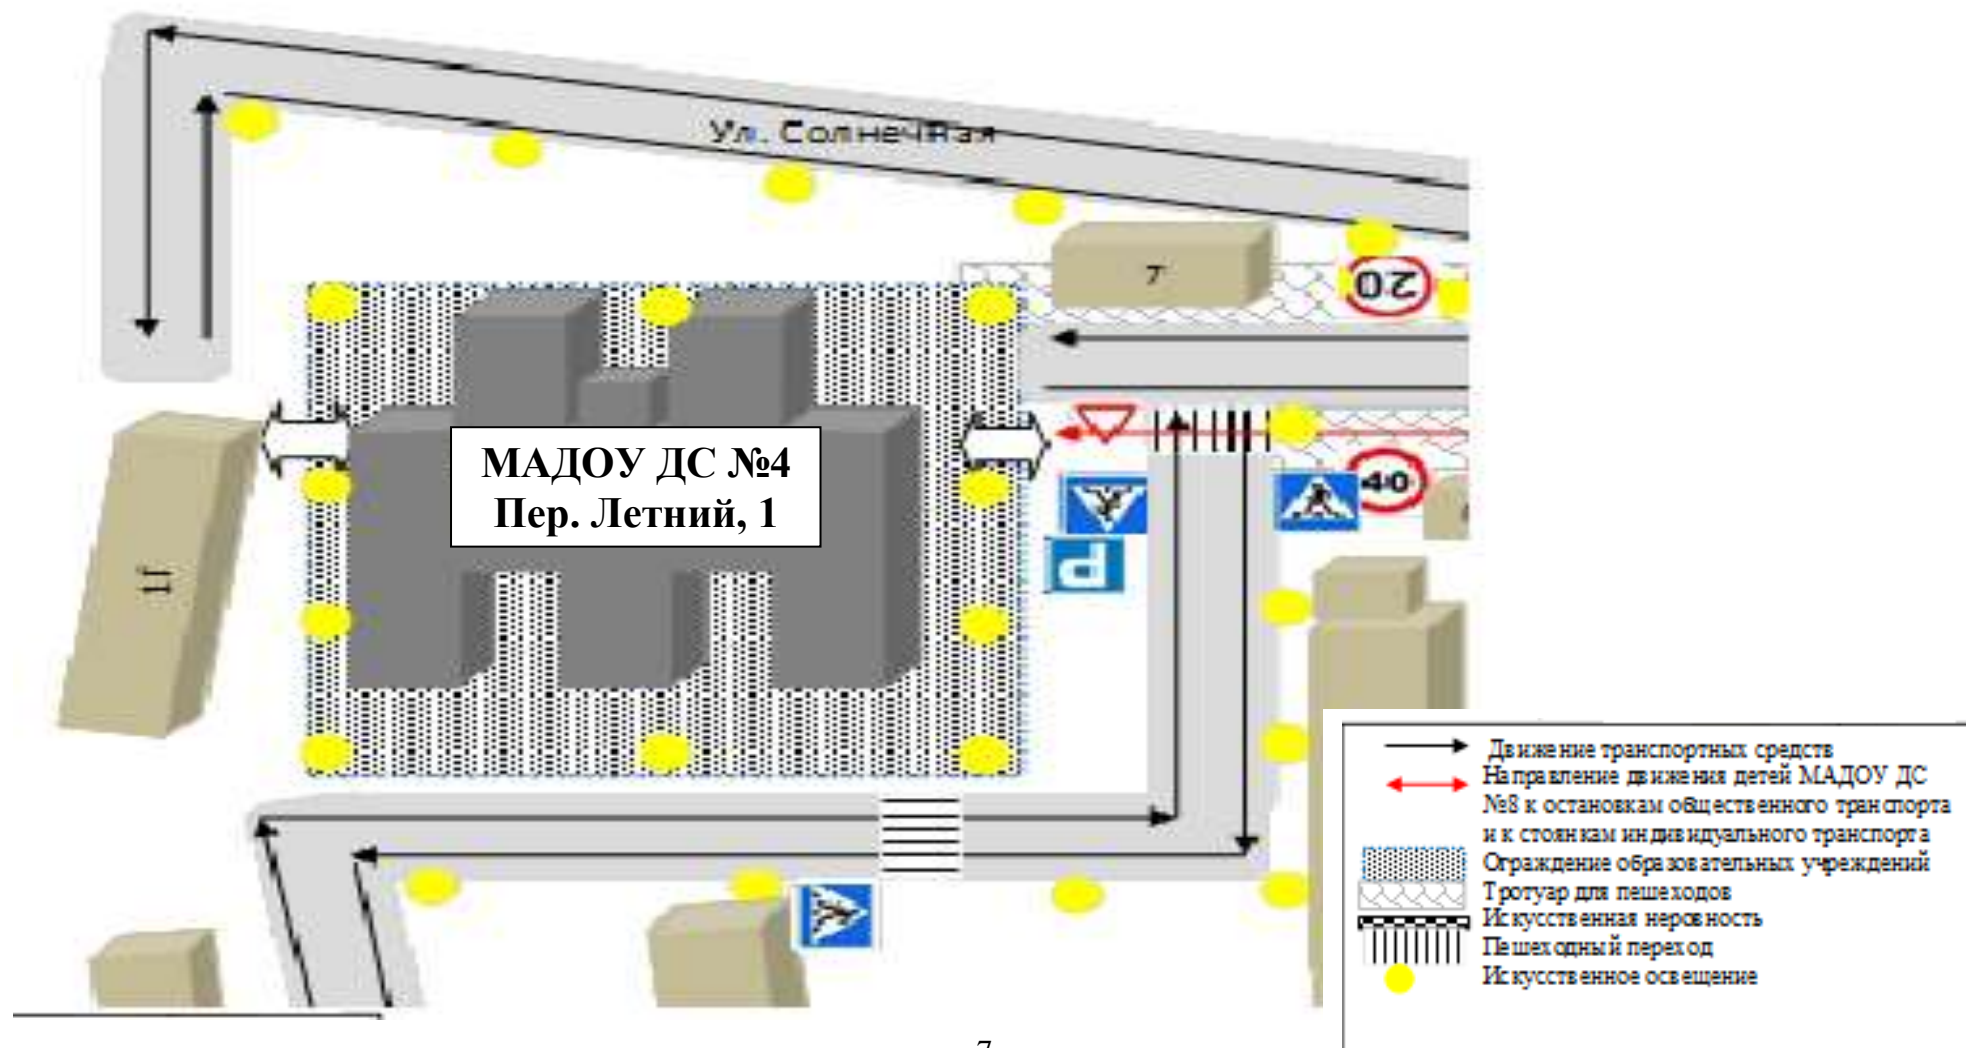 Ул. Солнечная
7
20
МАДОУ ДС №4
Пер. Летний, 1
40
P
11
Движение транспортных средств
Направление движения детей МАДОУ ДС
№8 к остановкам общественного транспорта
и к стоянкам индивидуального транспорта
Ограждение образовательных учреждений
Тротуар для пешеходов
Искусственная неровность
Пешеходный переход
Искусственное освещение
7